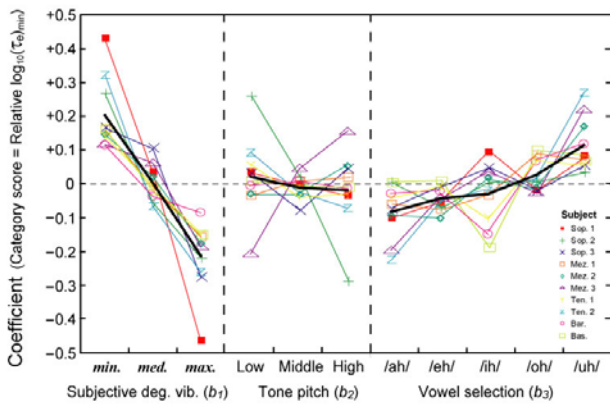 Coefficient (Category score = Relative log10(τe)min)
+0.5
+0.4
+0.3
+0.2
+0.1
0
−0.1
−0.2
−0.3
−0.4
−0.5
min. med. max. Low Middle High /ah/ /eh/ /ih/ /oh/ /uh/
Subjective deg. vib. (b1) Tone pitch (b2) Vowel selection (b3)
Subject
Sop. 1
Sop. 2
Sop. 3
Mez. 1
Mez. 2
Mez. 3
Ten. 1
Ten. 2
Bar.
Bas.